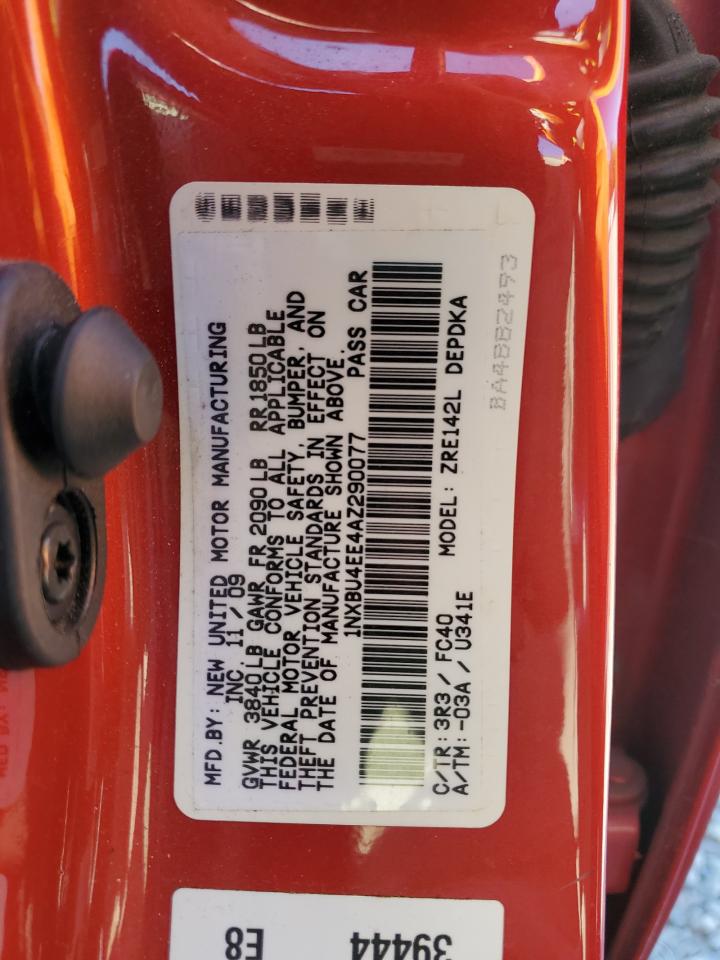 MFD.BY: NEW UNITED MOTOR MANUFACTURING
INC. 11 / 09
GVWR 3840LB GAWR FR 2090LB RR1850LB
THIS VEHICLE CONFORMS TO ALL APPLICABLE
FEDERAL MOTOR VEHICLE SAFETY, BUMPER, AND
THEFT PREVENTION STANDARDS IN EFFECT ON
THE DATE OF MANUFACTURE SHOWN ABOVE.
1NXBU4EE4AZ290077 PASS CAR
C/TR: 3R3 / FC40 MODEL: ZRE142L DEPDKA
A/TM: -03A / U341E
BA4BB2493
39444
E8